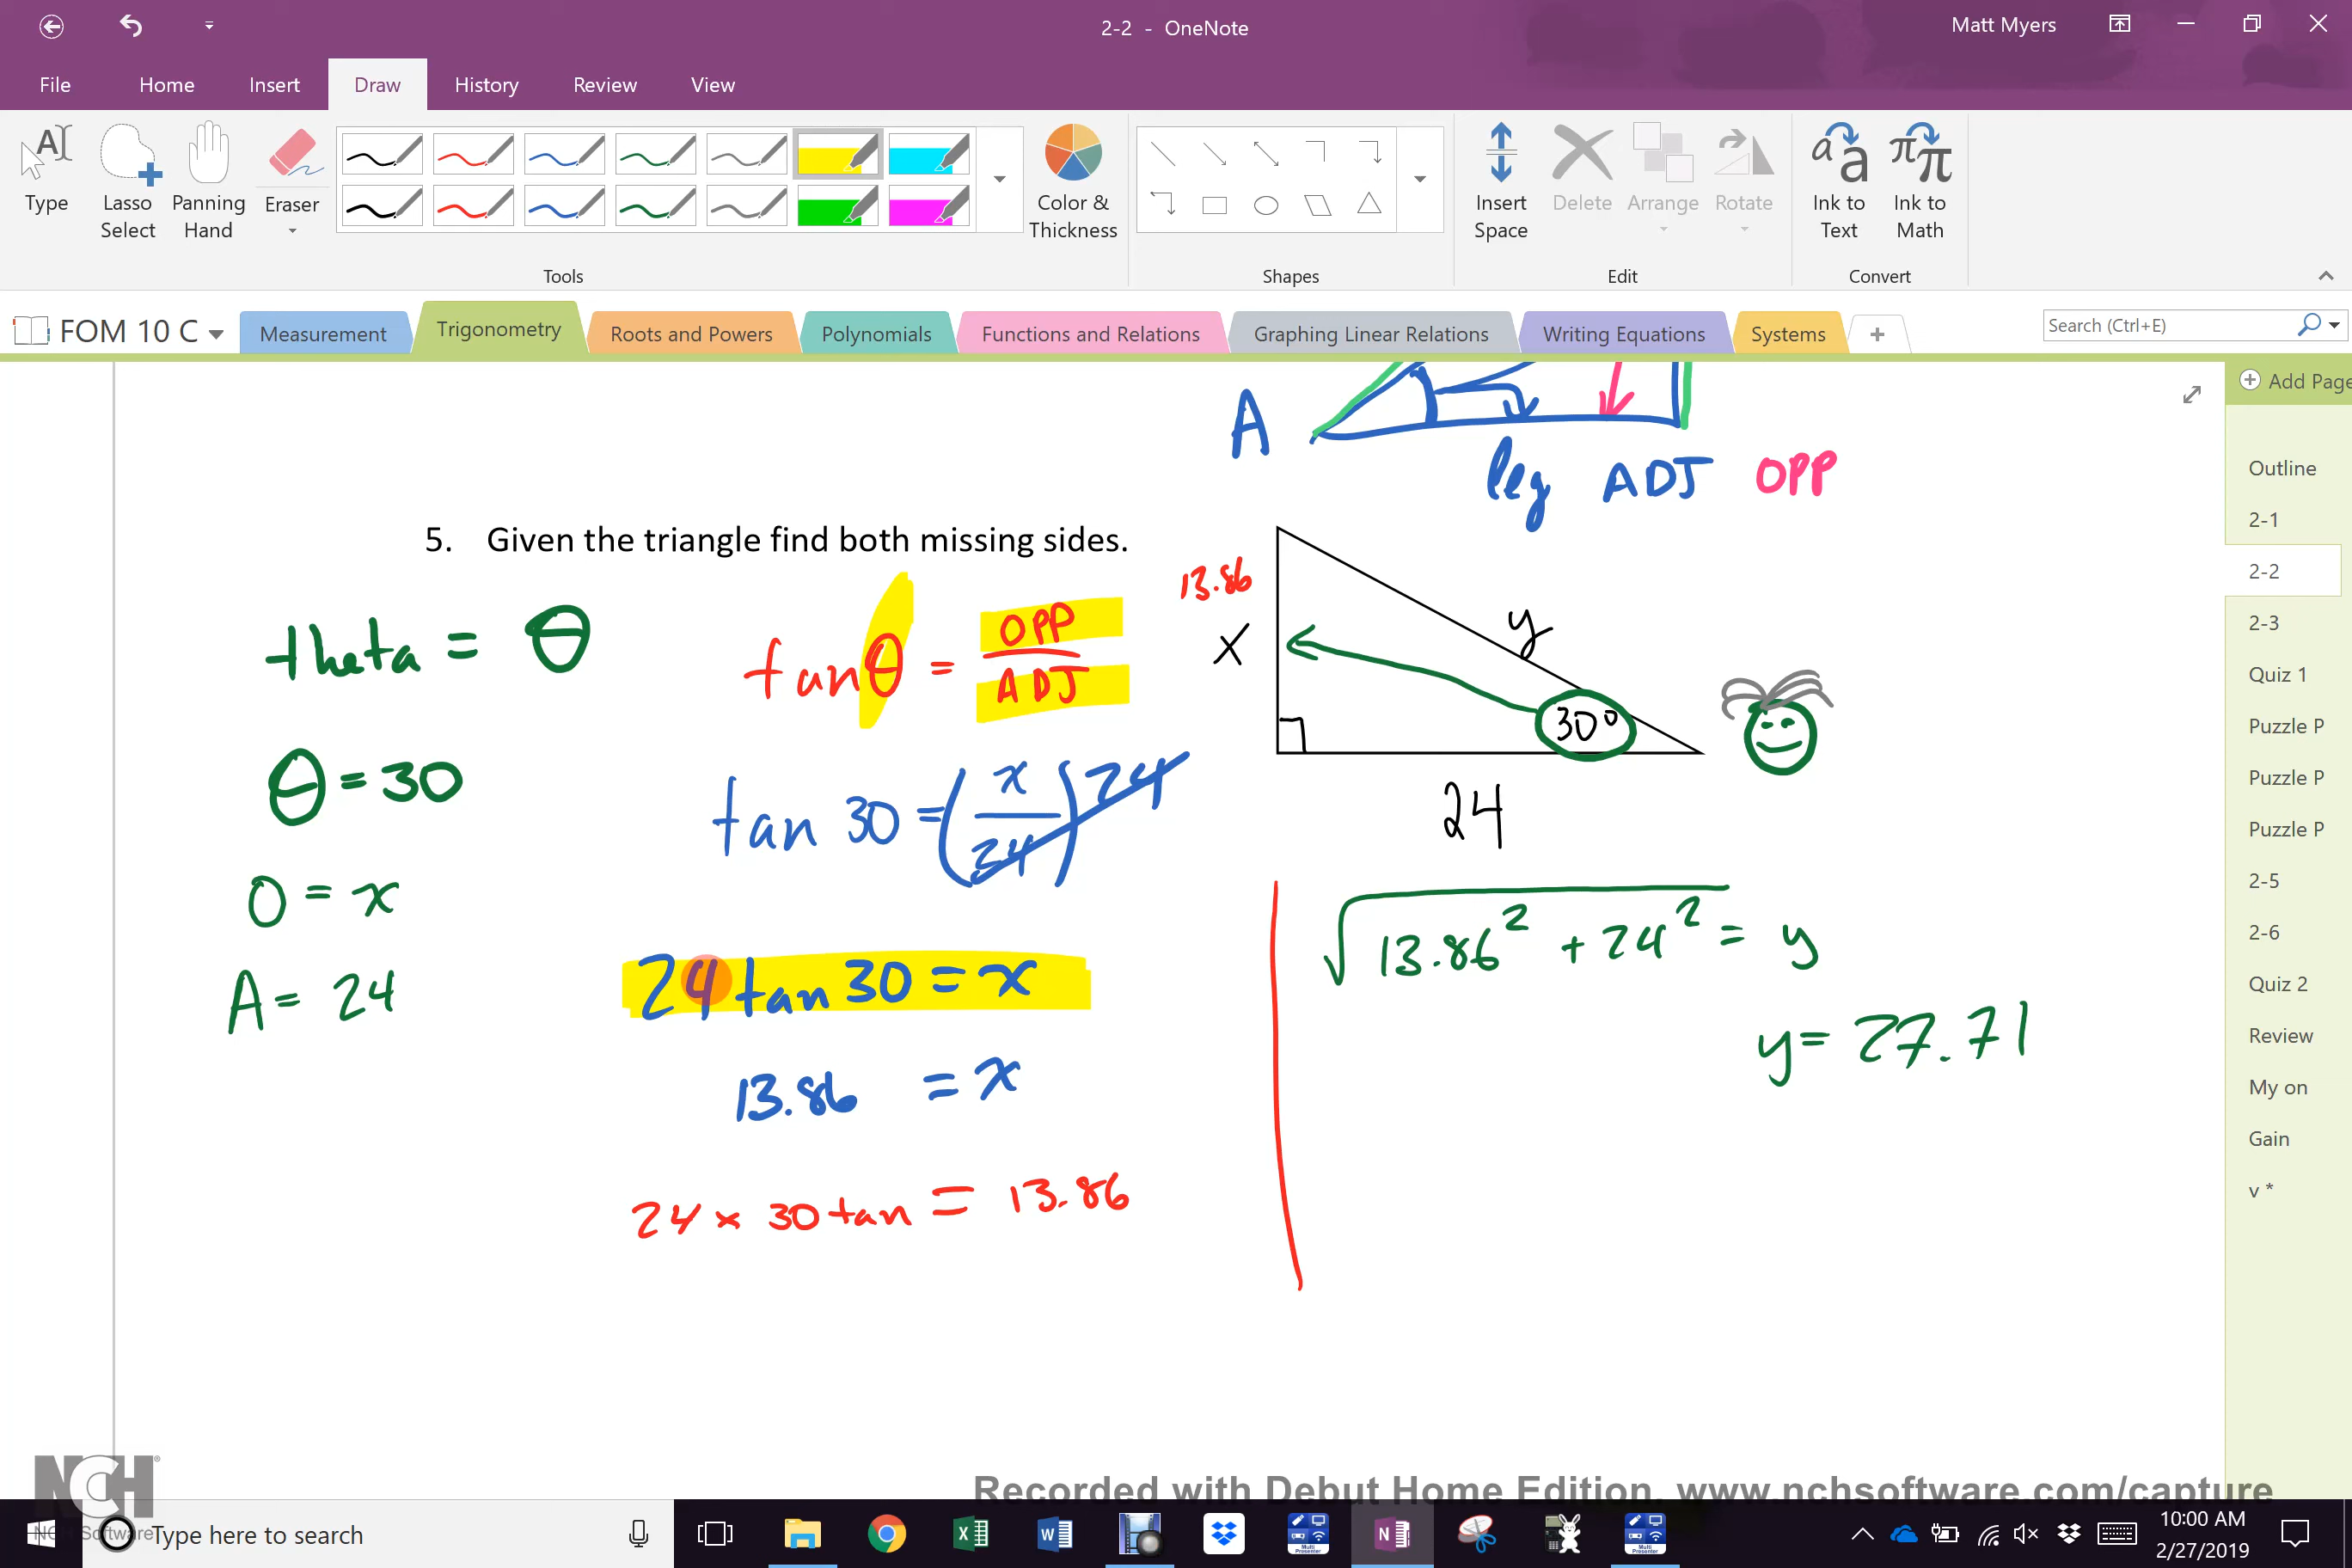 2-2 - OneNote
Matt Myers
File Home Insert Draw History Review View
Type
Lasso Select
Panning Hand
Eraser
Color & Thickness
Insert Space
Delete
Arrange
Rotate
Ink to Text
Ink to Math
Tools
Shapes
Edit
Convert
FOM 10 C
Measurement
Trigonometry
Roots and Powers
Polynomials
Functions and Relations
Graphing Linear Relations
Writing Equations
Systems
Search (Ctrl+E)
Add Page
Outline
2-1
2-2
2-3
Quiz 1
Puzzle P
Puzzle P
Puzzle P
2-5
2-6
Quiz 2
Review
My on
Gain
v *
A
leg ADJ OPP
5. Given the triangle find both missing sides.
13.86
x
y
30°
24
theta = θ
θ = 30
O = x
A = 24
tan θ = OPP / ADJ
tan 30 = (x / 24) 24
24 tan 30 = x
13.86 = x
24 × 30 tan = 13.86
√13.86² + 24² = y
y = 27.71
NCH®
NCH Software
Recorded with Debut Home Edition. www.nchsoftware.com/capture
Type here to search
10:00 AM
2/27/2019